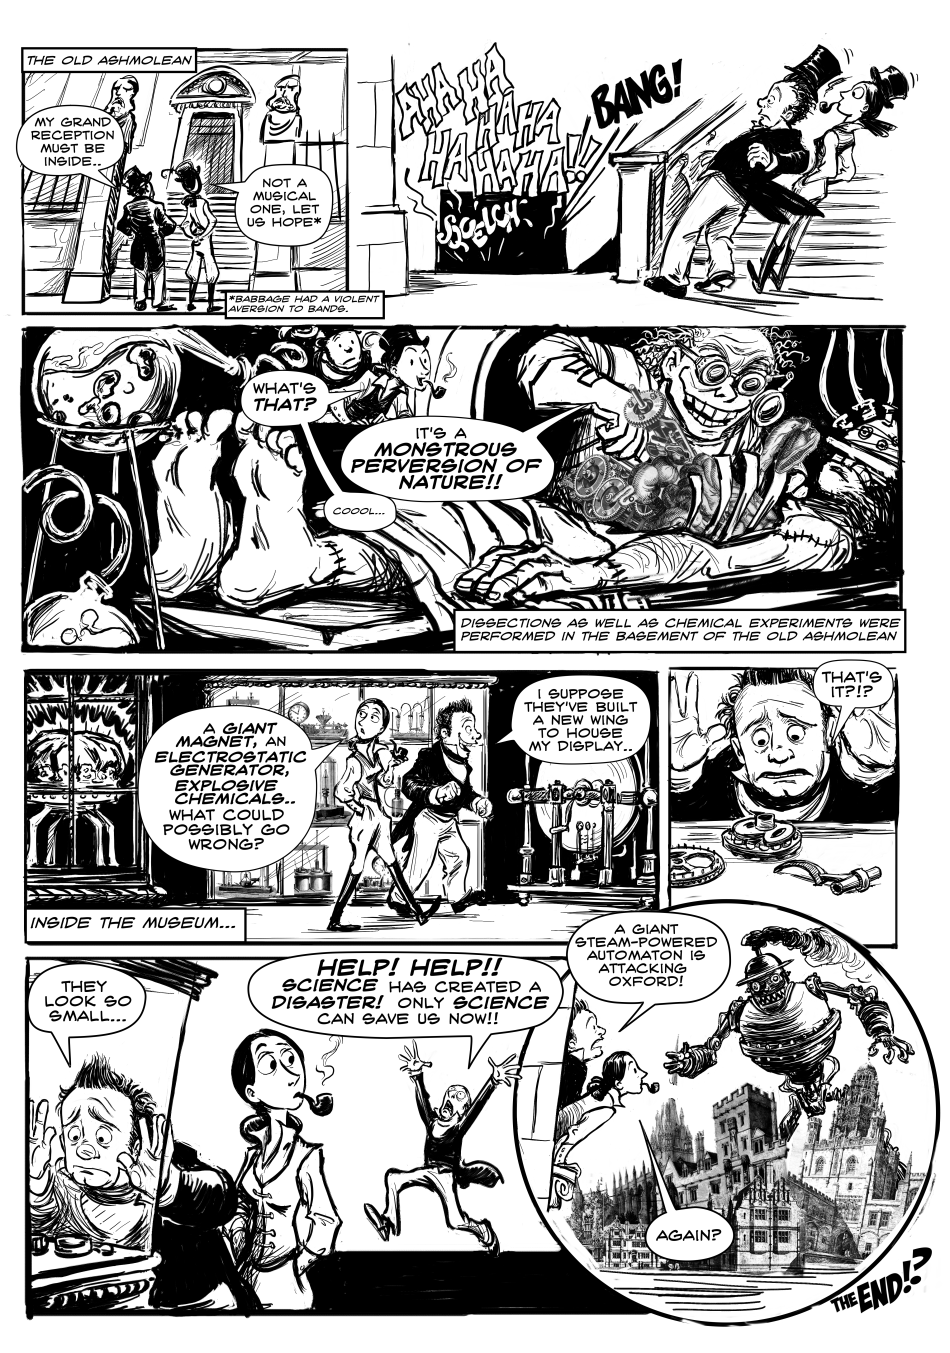 THE OLD ASHMOLEAN
MY GRAND
RECEPTION
MUST BE
INSIDE..
NOT A
MUSICAL
ONE, LET
US HOPE*
*BABBAGE HAD A VIOLENT
AVERSION TO BANDS.
AHA HA
HA HAHA
HAHA!!
SQUELCH
BANG!
WHAT'S
THAT?
IT'S A
MONSTROUS
PERVERSION OF
NATURE!!
COOOL...
DISSECTIONS AS WELL AS CHEMICAL EXPERIMENTS WERE
PERFORMED IN THE BASEMENT OF THE OLD ASHMOLEAN
A GIANT
MAGNET, AN
ELECTROSTATIC
GENERATOR,
EXPLOSIVE
CHEMICALS..
WHAT COULD
POSSIBLY GO
WRONG?
I SUPPOSE
THEY'VE BUILT
A NEW WING
TO HOUSE
MY DISPLAY..
INSIDE THE MUSEUM...
THAT'S
IT?!?
THEY
LOOK SO
SMALL...
HELP! HELP!!
SCIENCE HAS CREATED A
DISASTER! ONLY SCIENCE
CAN SAVE US NOW!!
A GIANT
STEAM-POWERED
AUTOMATON IS
ATTACKING
OXFORD!
AGAIN?
THE END!?